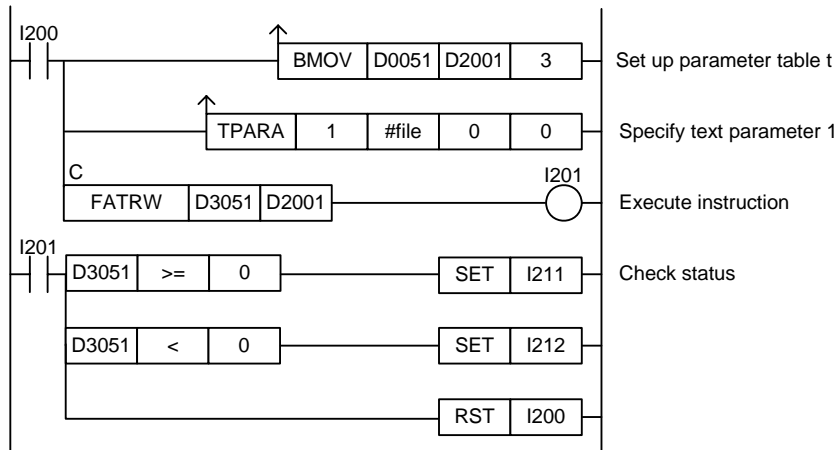 I200
BMOV D0051 D2001 3 Set up parameter table t
TPARA 1 #file 0 0 Specify text parameter 1
C
I201
FATRW D3051 D2001 Execute instruction
I201
D3051 >= 0 SET I211 Check status
D3051 < 0 SET I212
RST I200